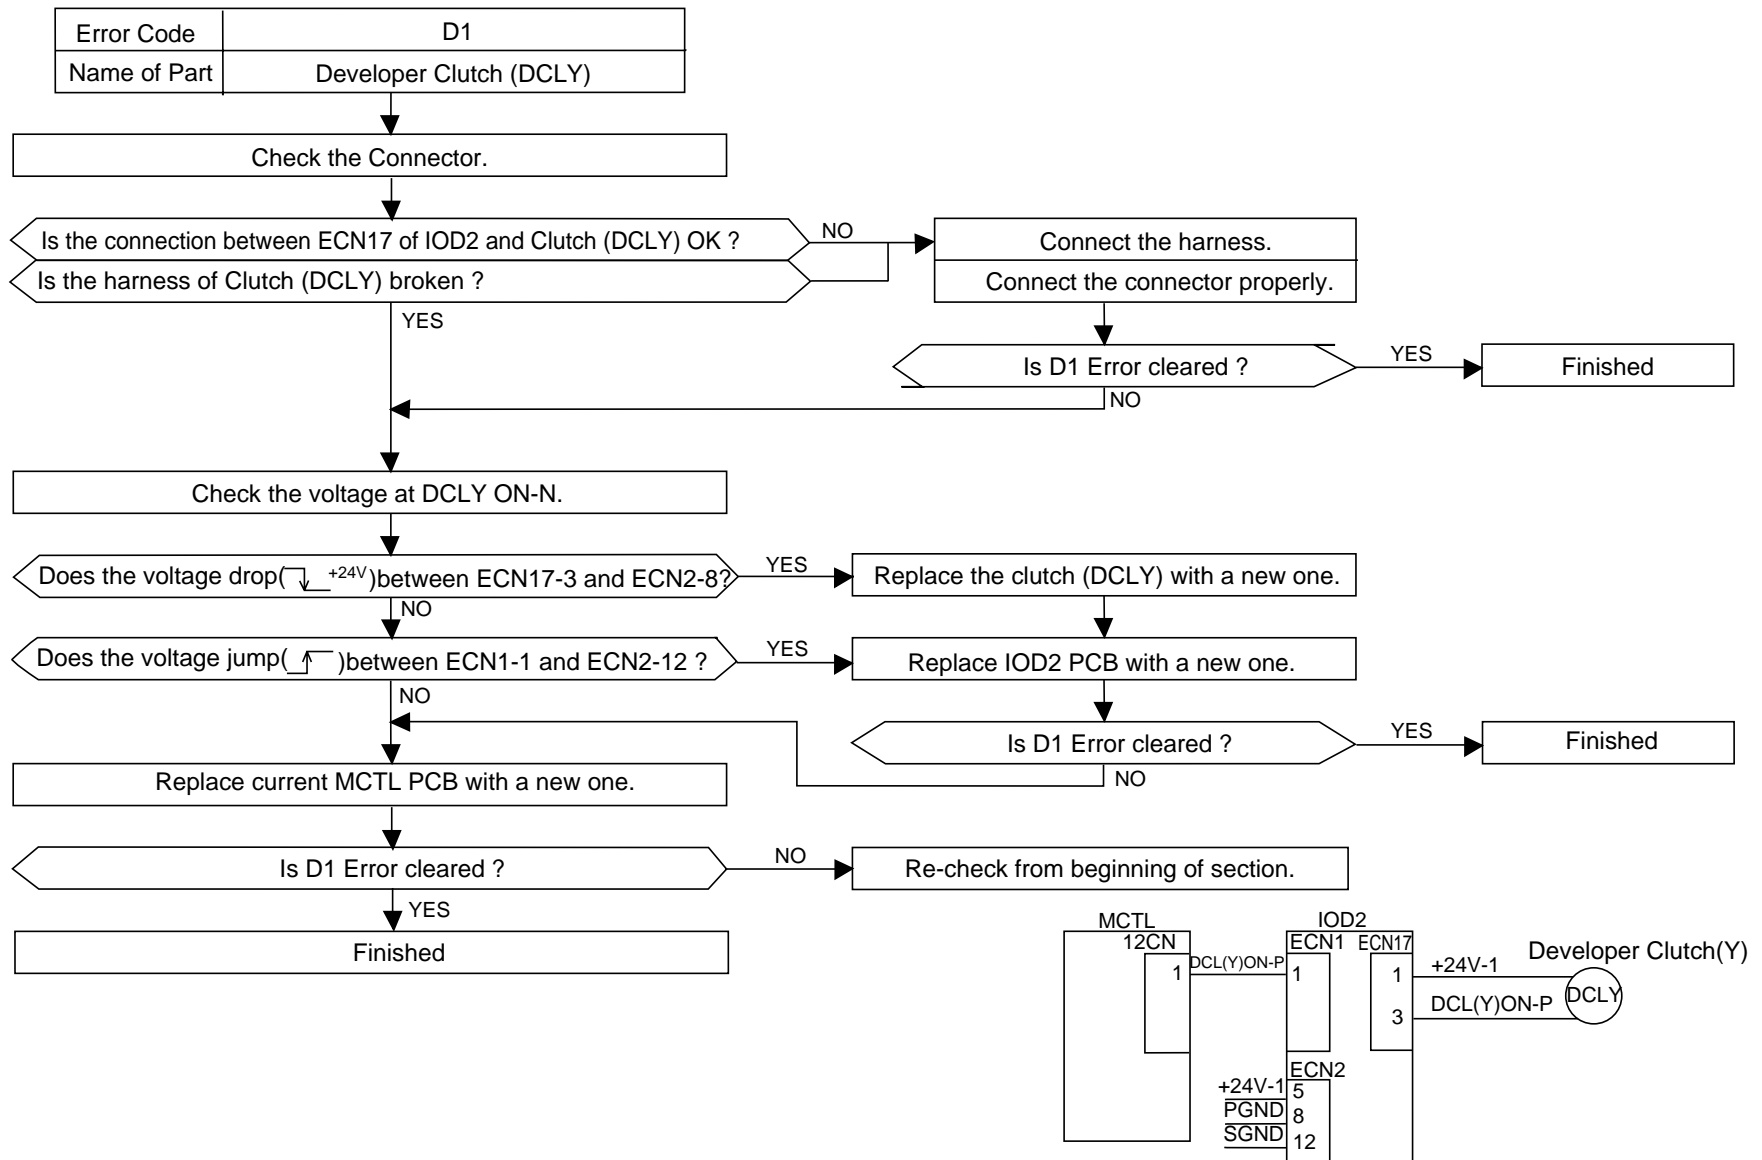 Error Code D1
Name of Part Developer Clutch (DCLY)
Check the Connector.
Is the connection between ECN17 of IOD2 and Clutch (DCLY) OK ?
NO
Connect the harness.
Is the harness of Clutch (DCLY) broken ?
Connect the connector properly.
YES
Is D1 Error cleared ?
YES
Finished
NO
Check the voltage at DCLY ON-N.
Does the voltage drop( +24V)between ECN17-3 and ECN2-8?
YES
Replace the clutch (DCLY) with a new one.
NO
Does the voltage jump( )between ECN1-1 and ECN2-12 ?
YES
Replace IOD2 PCB with a new one.
NO
Is D1 Error cleared ?
YES
Finished
NO
Replace current MCTL PCB with a new one.
Is D1 Error cleared ?
NO
Re-check from beginning of section.
YES
Finished
MCTL
12CN
1
DCL(Y)ON-P
IOD2
ECN1
1
ECN17
1
3
+24V-1
DCL(Y)ON-P
Developer Clutch(Y)
DCLY
ECN2
+24V-1 5
PGND 8
SGND 12